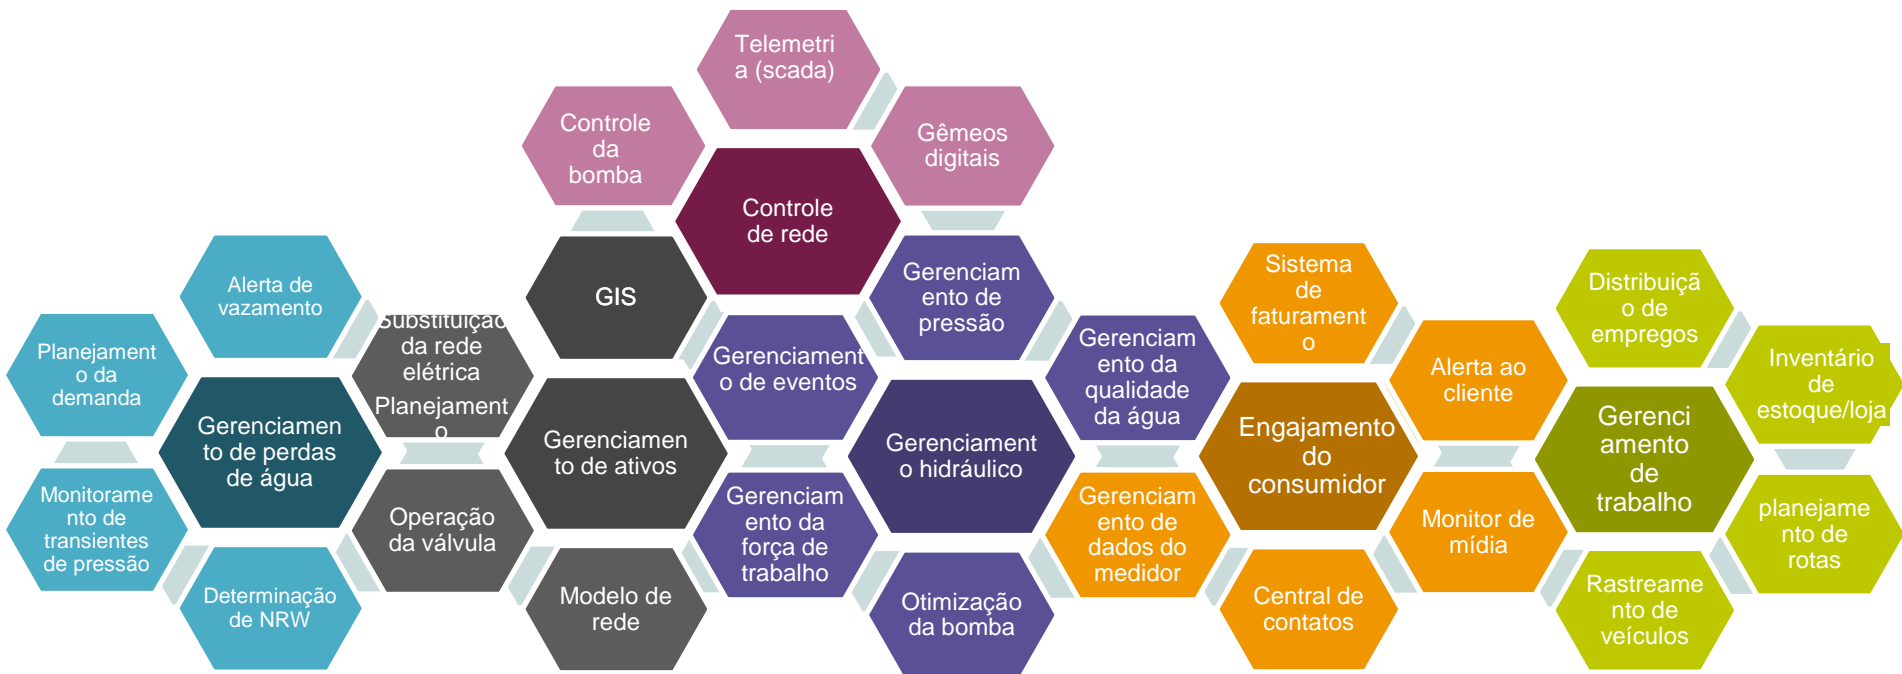 Telemetri
a (scada)
Controle
da
bomba
Gêmeos
digitais
Controle
de rede
Alerta de
vazamento
GIS
Gerenciam
ento de
pressão
Sistema
de
faturament
o
Distribuiçã
o de
empregos
Planejament
o da
demanda
Substituição
da rede
elétrica
Planejament
o
Gerenciament
o de eventos
Gerenciam
ento da
qualidade
da água
Alerta ao
cliente
Inventário
de
estoque/loja
Gerenciamen
to de perdas
de água
Gerenciamen
to de ativos
Gerenciament
o hidráulico
Engajamento
do
consumidor
Gerenci
amento
de
trabalho
Monitorame
nto de
transientes
de pressão
Operação
da válvula
Gerenciam
ento da
força de
trabalho
Gerenciam
ento de
dados do
medidor
Monitor de
mídia
planejame
nto de
rotas
Determinação
de NRW
Modelo de
rede
Otimização
da bomba
Central de
contatos
Rastreame
nto de
veículos